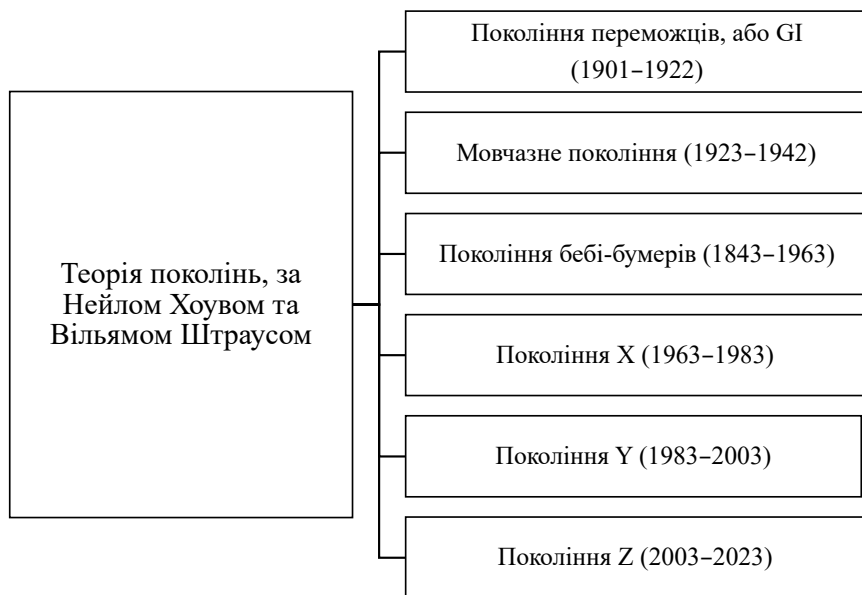 Теорія поколінь, за
Нейлом Хоувом та
Вільямом Штраусом
Покоління переможців, або GI
(1901–1922)
Мовчазне покоління (1923–1942)
Покоління бебі-бумерів (1843–1963)
Покоління X (1963–1983)
Покоління Y (1983–2003)
Покоління Z (2003–2023)